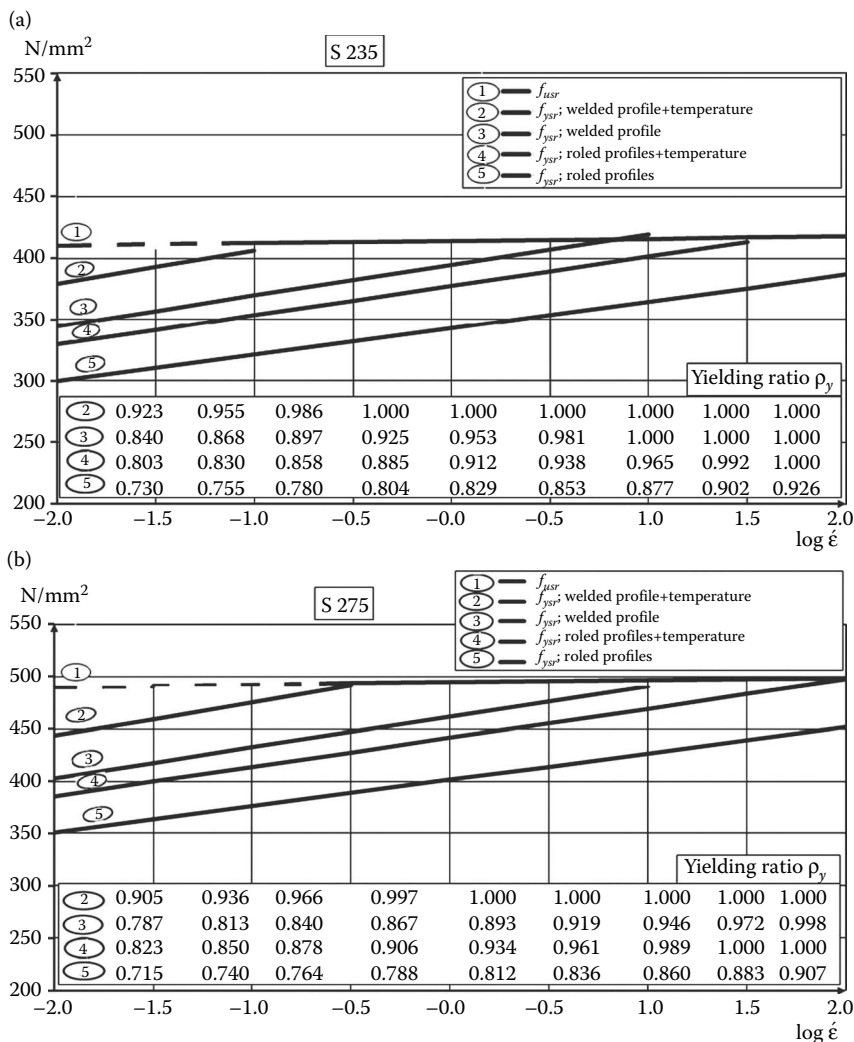 (a)
N/mm²
S 235
1 f_usr
2 f_ysr; welded profile+temperature
3 f_ysr; welded profile
4 f_ysr; roled profiles+temperature
5 f_ysr; roled profiles
550
500
450
400
350
300
250
200
1
2
3
4
5
Yielding ratio ρ_y
2 0.923 0.955 0.986 1.000 1.000 1.000 1.000 1.000 1.000
3 0.840 0.868 0.897 0.925 0.953 0.981 1.000 1.000 1.000
4 0.803 0.830 0.858 0.885 0.912 0.938 0.965 0.992 1.000
5 0.730 0.755 0.780 0.804 0.829 0.853 0.877 0.902 0.926
−2.0 −1.5 −1.0 −0.5 −0.0 −0.5 1.0 1.5 2.0
log έ
(b)
N/mm²
S 275
1 f_usr
2 f_ysr; welded profile+temperature
3 f_ysr; welded profile
4 f_ysr; roled profiles+temperature
5 f_ysr; roled profiles
550
500
450
400
350
300
250
200
1
2
3
4
5
Yielding ratio ρ_y
2 0.905 0.936 0.966 0.997 1.000 1.000 1.000 1.000 1.000
3 0.787 0.813 0.840 0.867 0.893 0.919 0.946 0.972 0.998
4 0.823 0.850 0.878 0.906 0.934 0.961 0.989 1.000 1.000
5 0.715 0.740 0.764 0.788 0.812 0.836 0.860 0.883 0.907
−2.0 −1.5 −1.0 −0.5 −0.0 −0.5 1.0 1.5 2.0
log έ